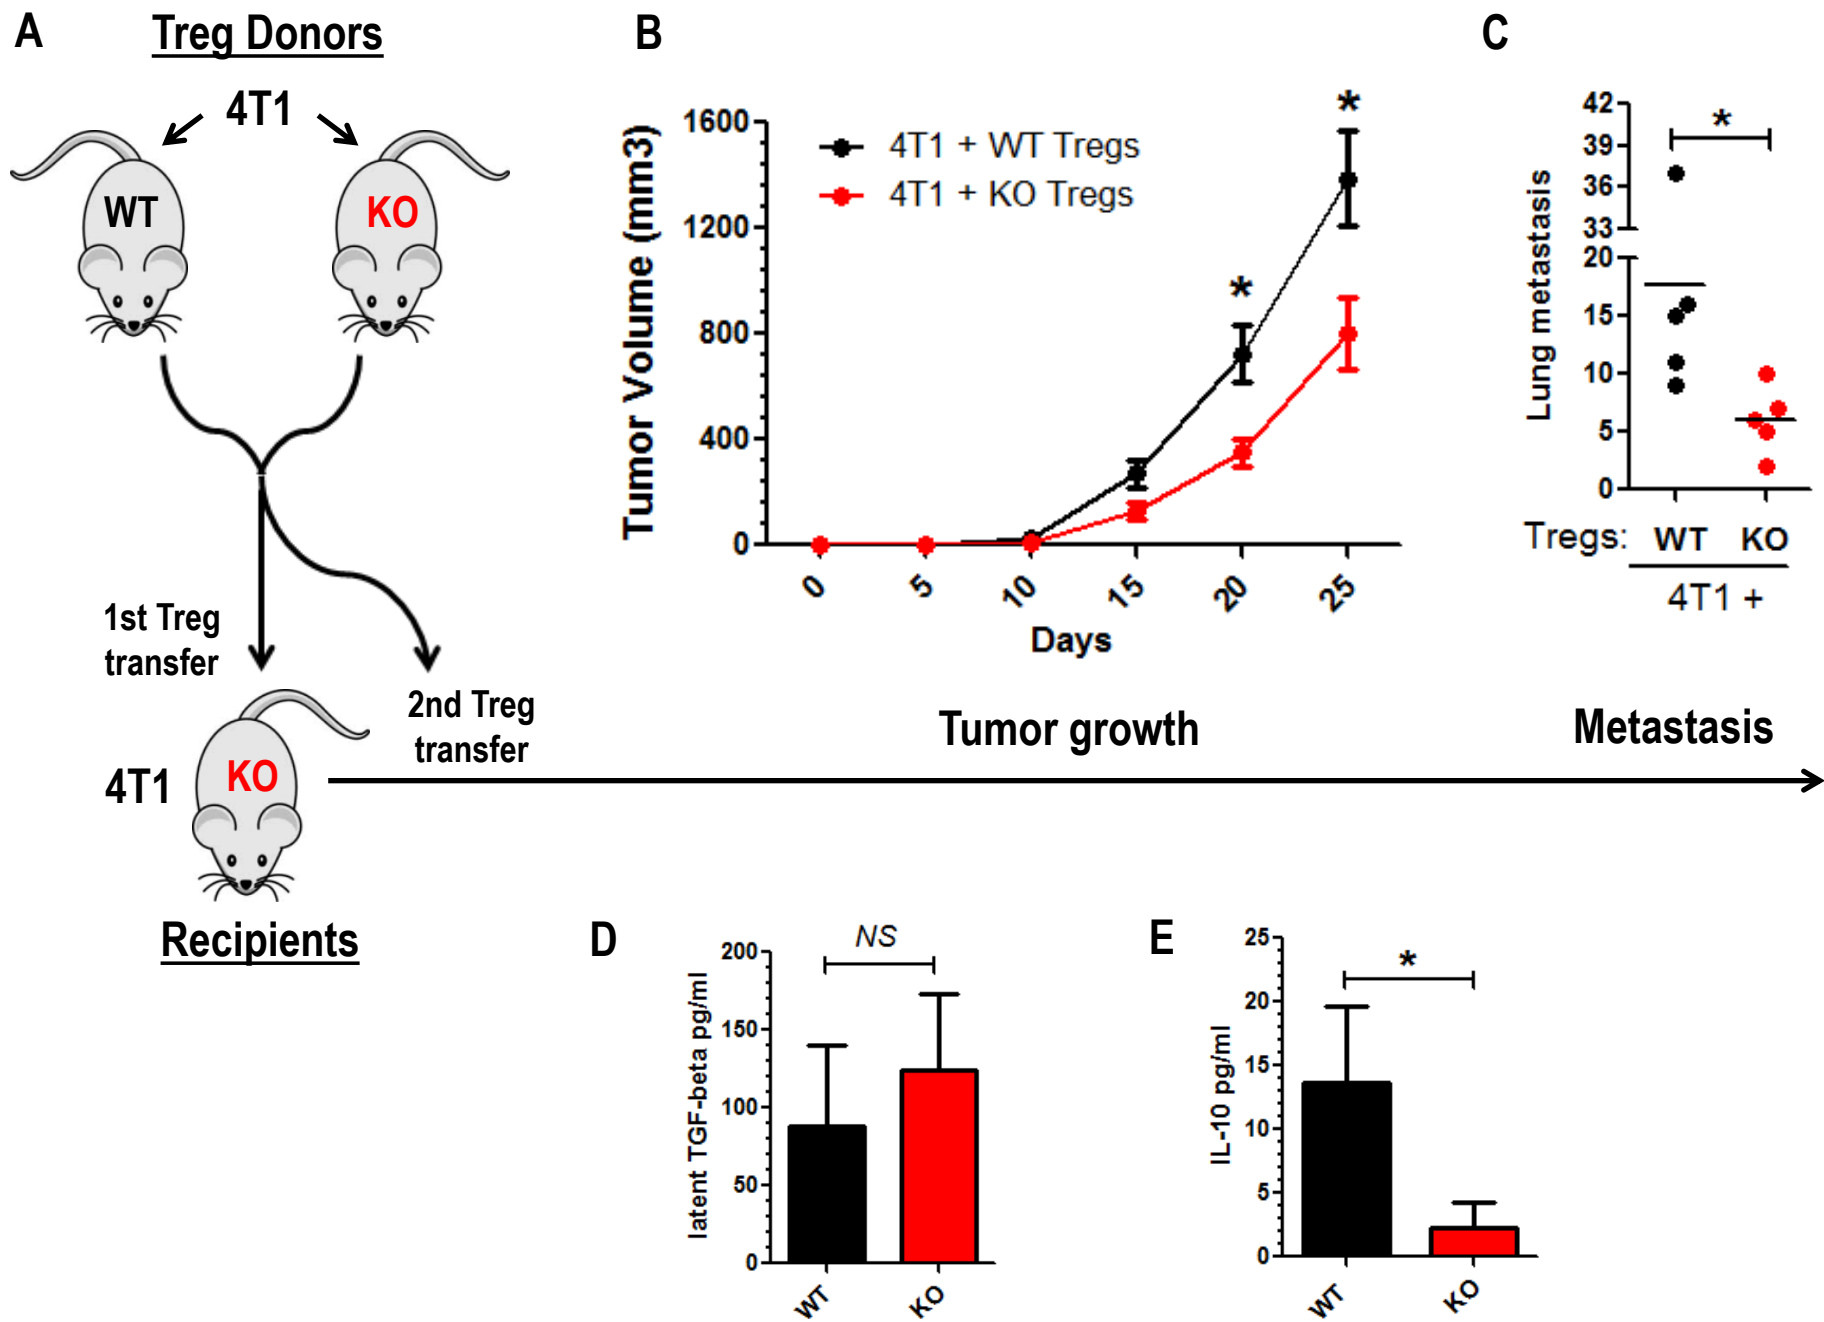 A
Treg Donors
4T1
WT
KO
1st Treg
transfer
2nd Treg
transfer
4T1
KO
Recipients
B
Tumor Volume (mm3)
1600
1200
800
400
0
4T1 + WT Tregs
4T1 + KO Tregs
*
*
0
5
10
15
20
25
Days
C
Lung metastasis
42
39
36
33
20
15
10
5
0
*
Tregs: WT KO
4T1 +
Tumor growth
Metastasis
D
latent TGF-beta pg/ml
200
150
100
50
0
NS
WT
KO
E
IL-10 pg/ml
25
20
15
10
5
0
*
WT
KO